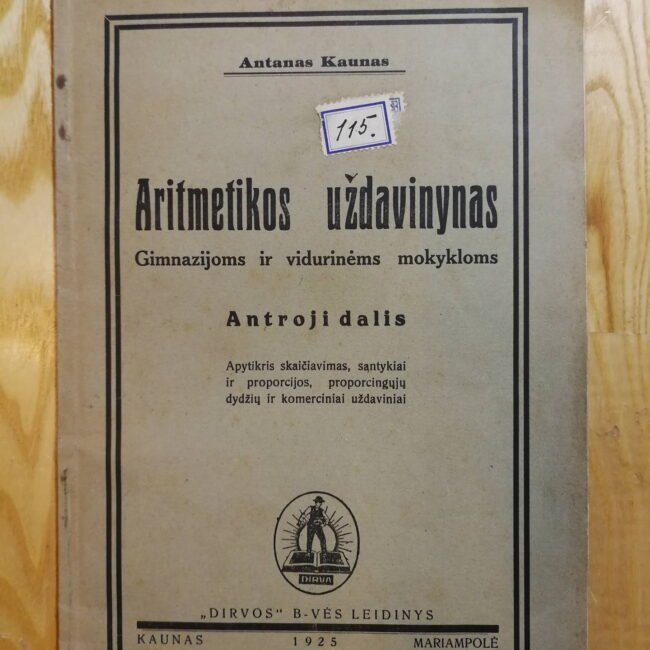 Antanas Kaunas
115.
Aritmetikos uždavinynas
Gimnazijoms ir vidurinėms mokykloms
Antroji dalis
Apytikris skaičiavimas, santykiai
ir proporcijos, proporcingųjų
dydžių ir komerciniai uždaviniai
DIRVA
„DIRVOS" B-VĖS LEIDINYS
KAUNAS 1925 MARIAMPOLĖ